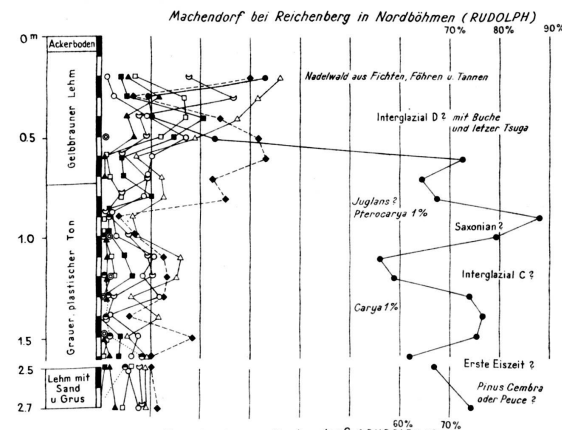 Machendorf bei Reichenberg in Nordböhmen (RUDOLPH)
0m
70% 80% 90%
Ackerboden
Gelbbrauner Lehm
Nadelwald aus Fichten, Föhren u. Tannen
Interglazial D? mit Buche
und letzer Tsuga
0.5
Juglans?
Pterocarya 1%
Saxonian?
1.0
Grauer, plastischer Ton
Interglazial C?
Carya 1%
1.5
Erste Eiszeit?
2.5
Lehm mit
Sand
u Grus
Pinus Cembra
oder Peuce?
2.7
60% 70%